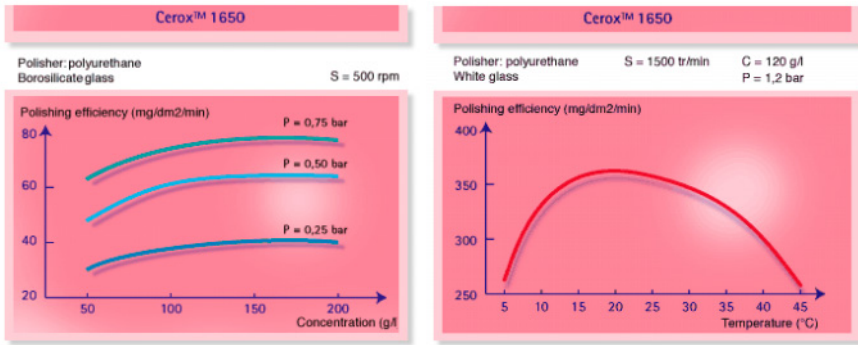 Cerox™ 1650
Polisher: polyurethane
Borosilicate glass
S = 500 rpm
Polishing efficiency (mg/dm2/min)
80
60
40
20
P = 0,75 bar
P = 0,50 bar
P = 0,25 bar
50 100 150 200
Concentration (g/l
Cerox™ 1650
Polisher: polyurethane S = 1500 tr/min C = 120 g/l
White glass P = 1,2 bar
Polishing efficiency (mg/dm2/min)
400
350
300
250
5 10 15 20 25 30 35 40 45
Temperature (°C)